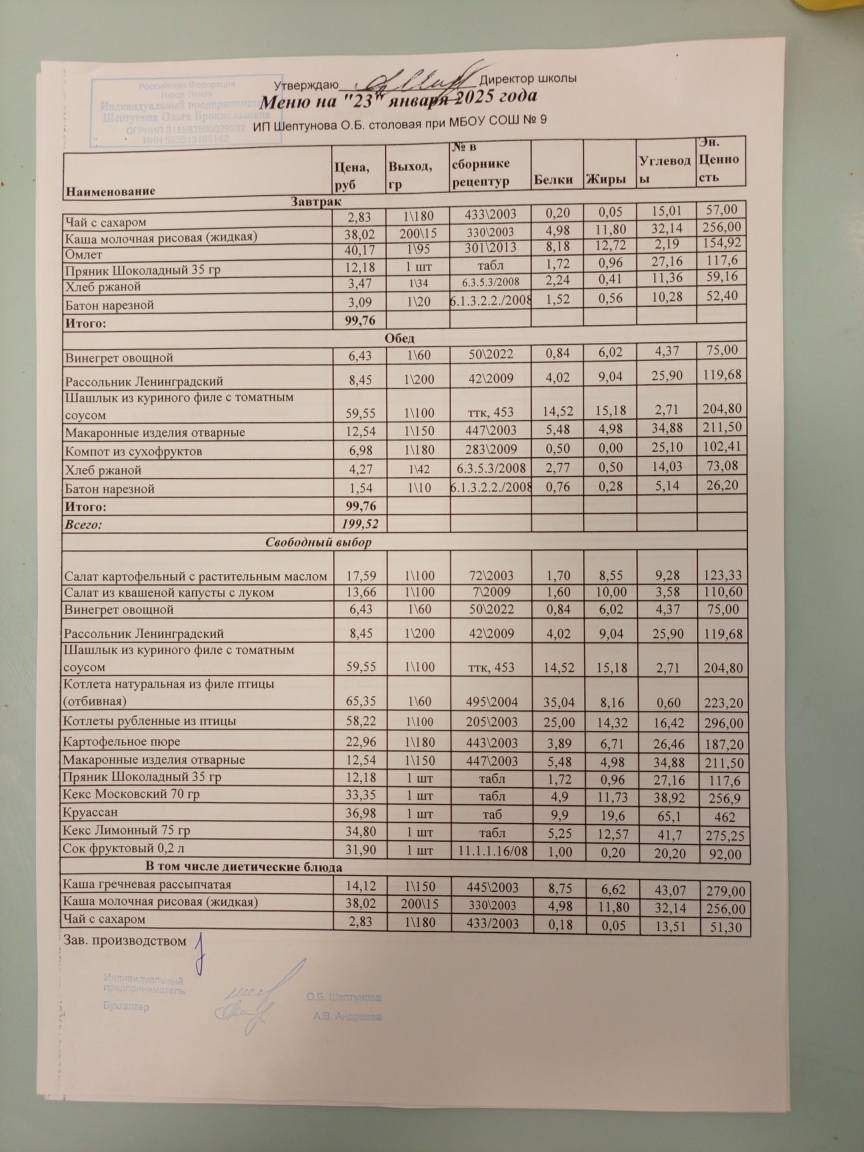 Российская Федерация
город Пенза
Индивидуальный предприниматель
Шептунова Ольга Брониславовна
Утверждаю Директор школы
Меню на "23" января 2025 года
ИП Шептунова О.Б. столовая при МБОУ СОШ № 9
Наименование Цена, руб Выход, гр № в сборнике рецептур Белки Жиры Углеводы Эн. Ценность
Завтрак
Чай с сахаром 2,83 1\180 433\2003 0,20 0,05 15,01 57,00
Каша молочная рисовая (жидкая) 38,02 200\15 330\2003 4,98 11,80 32,14 256,00
Омлет 40,17 1\95 301\2013 8,18 12,72 2,19 154,92
Пряник Шоколадный 35 гр 12,18 1 шт табл 1,72 0,96 27,16 117,6
Хлеб ржаной 3,47 1\34 6.3.5.3/2008 2,24 0,41 11,36 59,16
Батон нарезной 3,09 1\20 6.1.3.2.2./2008 1,52 0,56 10,28 52,40
Итого: 99,76
Обед
Винегрет овощной 6,43 1\60 50\2022 0,84 6,02 4,37 75,00
Рассольник Ленинградский 8,45 1\200 42\2009 4,02 9,04 25,90 119,68
Шашлык из куриного филе с томатным
соусом 59,55 1\100 ттк, 453 14,52 15,18 2,71 204,80
Макаронные изделия отварные 12,54 1\150 447\2003 5,48 4,98 34,88 211,50
Компот из сухофруктов 6,98 1\180 283\2009 0,50 0,00 25,10 102,41
Хлеб ржаной 4,27 1\42 6.3.5.3/2008 2,77 0,50 14,03 73,08
Батон нарезной 1,54 1\10 6.1.3.2.2./2008 0,76 0,28 5,14 26,20
Итого: 99,76
Всего: 199,52
Свободный выбор
Салат картофельный с растительным маслом 17,59 1\100 72\2003 1,70 8,55 9,28 123,33
Салат из квашеной капусты с луком 13,66 1\100 7\2009 1,60 10,00 3,58 110,60
Винегрет овощной 6,43 1\60 50\2022 0,84 6,02 4,37 75,00
Рассольник Ленинградский 8,45 1\200 42\2009 4,02 9,04 25,90 119,68
Шашлык из куриного филе с томатным
соусом 59,55 1\100 ттк, 453 14,52 15,18 2,71 204,80
Котлета натуральная из филе птицы
(отбивная) 65,35 1\60 495\2004 35,04 8,16 0,60 223,20
Котлеты рубленные из птицы 58,22 1\100 205\2003 25,00 14,32 16,42 296,00
Картофельное пюре 22,96 1\180 443\2003 3,89 6,71 26,46 187,20
Макаронные изделия отварные 12,54 1\150 447\2003 5,48 4,98 34,88 211,50
Пряник Шоколадный 35 гр 12,18 1 шт табл 1,72 0,96 27,16 117,6
Кекс Московский 70 гр 33,35 1 шт табл 4,9 11,73 38,92 256,9
Круассан 36,98 1 шт таб 9,9 19,6 65,1 462
Кекс Лимонный 75 гр 34,80 1 шт табл 5,25 12,57 41,7 275,25
Сок фруктовый 0,2 л 31,90 1 шт 11.1.1.16/08 1,00 0,20 20,20 92,00
В том числе диетические блюда
Каша гречневая рассыпчатая 14,12 1\150 445\2003 8,75 6,62 43,07 279,00
Каша молочная рисовая (жидкая) 38,02 200\15 330\2003 4,98 11,80 32,14 256,00
Чай с сахаром 2,83 1\180 433/2003 0,18 0,05 13,51 51,30
Зав. производством
Индивидуальный
предприниматель О.Б. Шептунова
Бухгалтер А.В. Андреева